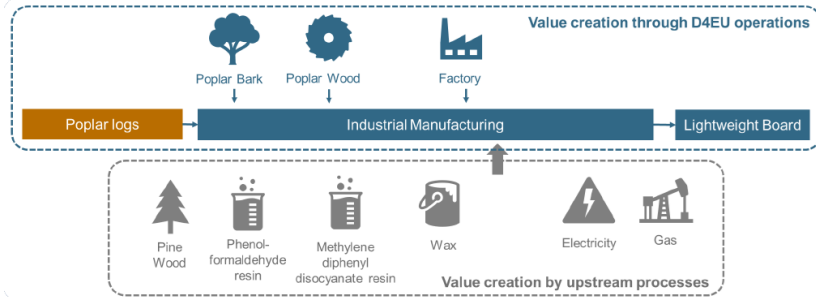 Value creation through D4EU operations
Poplar Bark
Poplar Wood
Factory
Poplar logs
Industrial Manufacturing
Lightweight Board
Pine
Wood
Phenol-
formaldehyde
resin
Methylene
diphenyl
disocyanate resin
Wax
Electricity
Gas
Value creation by upstream processes